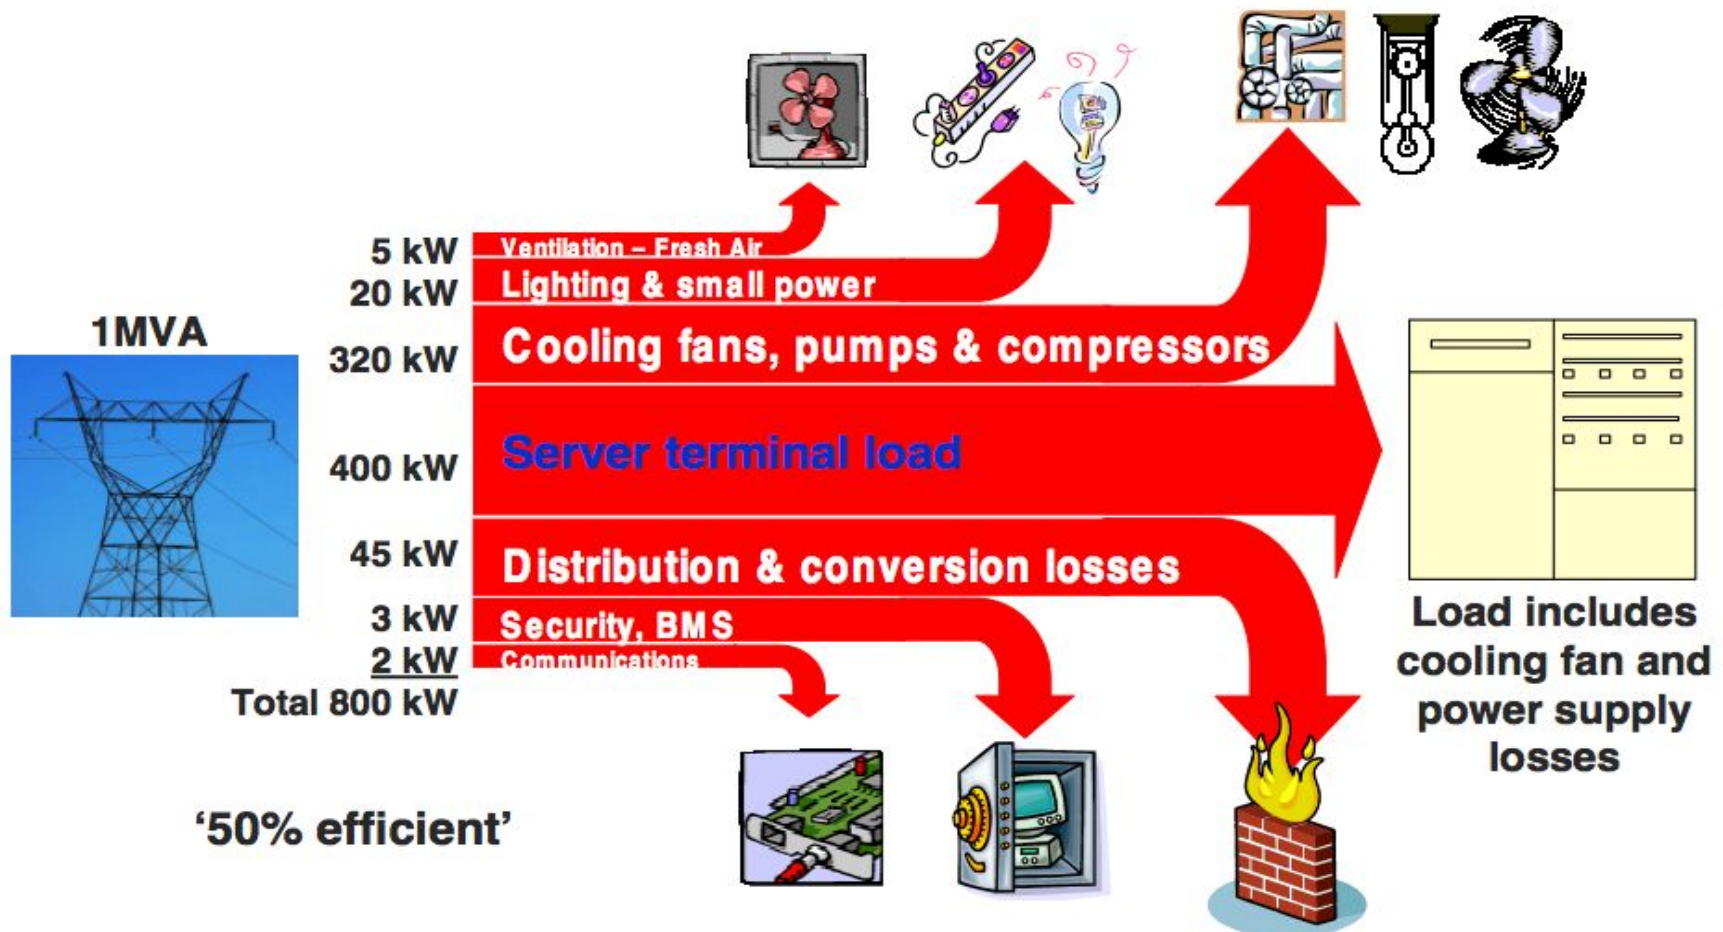 5 kW Ventilation – Fresh Air
20 kW Lighting & small power
1MVA
320 kW Cooling fans, pumps & compressors
400 kW Server terminal load
45 kW Distribution & conversion losses
3 kW Security, BMS
2 kW Communications
Total 800 kW
Load includes
cooling fan and
power supply
losses
‘50% efficient’